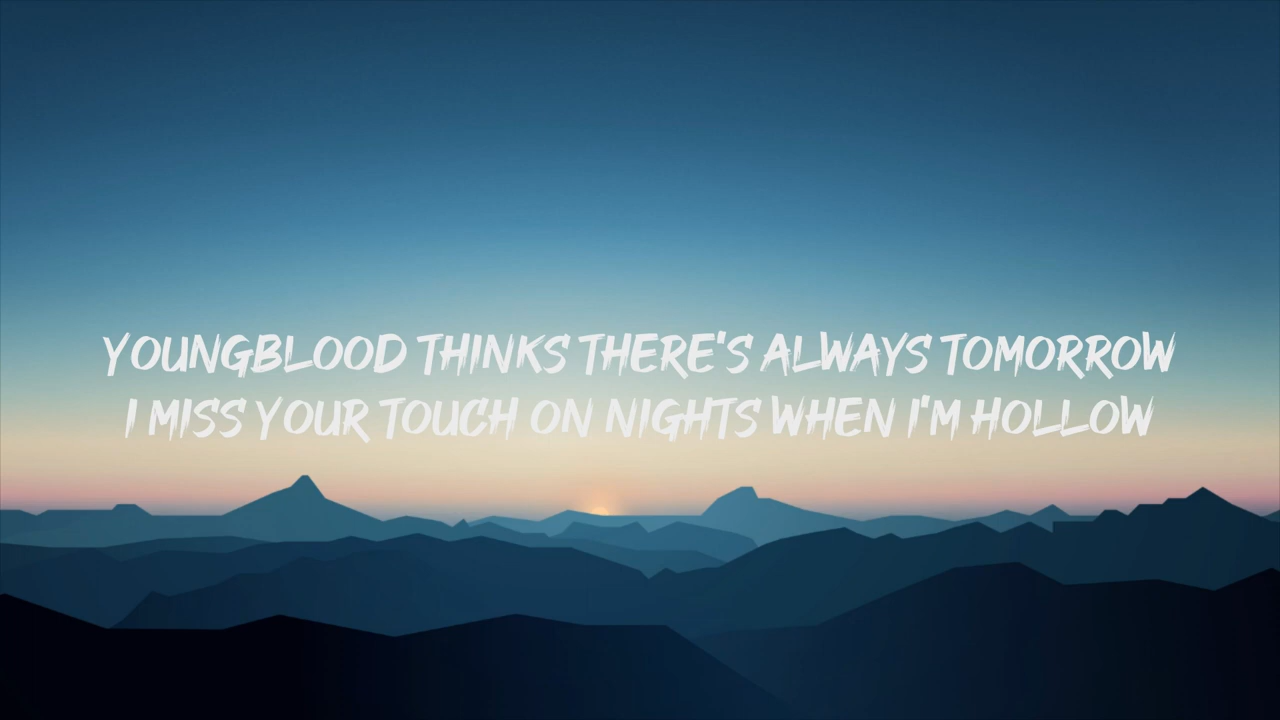 YOUNGBLOOD THINKS THERE'S ALWAYS TOMORROW
I MISS YOUR TOUCH ON NIGHTS WHEN I'M HOLLOW